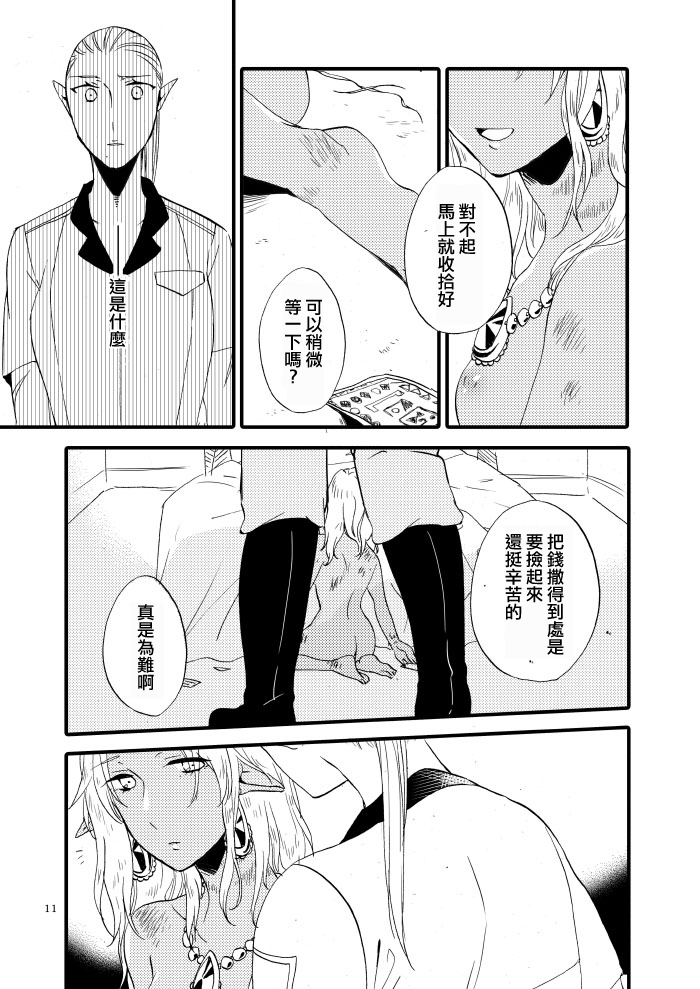 對不起
馬上就收拾好
可以稍微
等一下嗎？
這是什麼
把錢撒得到處是
要撿起來
還挺辛苦的
真是為難啊
11